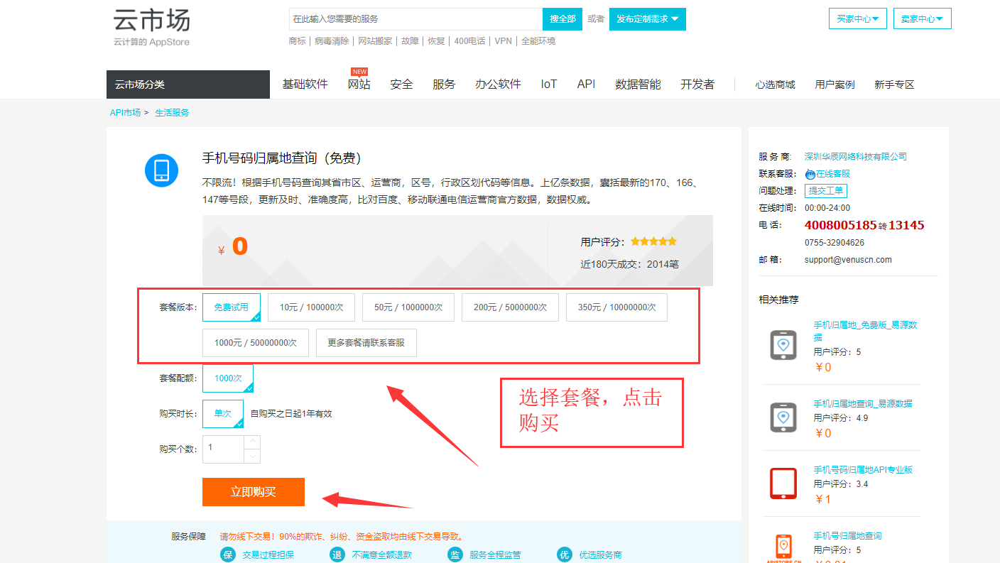 云市场
云计算的 AppStore
在此输入您需要的服务
搜全部
或者
发布定制需求
买家中心
卖家中心
商标 | 病毒清除 | 网站搬家 | 故障 | 恢复 | 400电话 | VPN | 全能环境
云市场分类
基础软件
NEW
网站
安全
服务
办公软件
IoT
API
数据智能
开发者
心选商城
用户案例
新手专区
API市场 > 生活服务
手机号码归属地查询（免费）
不限流！根据手机号码查询其省市区、运营商，区号，行政区划代码等信息。上亿条数据，囊括最新的170、166、
147等号段，更新及时、准确度高，比对百度、移动联通电信运营商官方数据，数据权威。
¥ 0
用户评分：
近180天成交：2014笔
套餐版本：
免费试用
10元 / 100000次
50元 / 1000000次
200元 / 5000000次
350元 / 10000000次
1000元 / 50000000次
更多套餐请联系客服
套餐配额：
1000次
购买时长：
单次
自购买之日起1年有效
购买个数：
1
立即购买
选择套餐，点击
购买
服务保障
请勿线下交易！90%的欺诈、纠纷、资金盗取均由线下交易导致。
保 交易过程担保
退 不满意全额退款
监 服务全程监管
优 优选服务商
服 务 商： 深圳华辰网络科技有限公司
联系客服： 在线客服
问题处理： 提交工单
在线时间： 00:00-24:00
电 话： 4008005185 转 13145
0755-32904626
邮 箱： support@venuscn.com
相关推荐
手机归属地_免费版_易源数
据
用户评分：5
¥ 0
手机归属地查询_易源数据
用户评分：4.9
¥ 0
手机号码归属地API专业版
用户评分：3.4
¥ 1
手机号归属地查询
用户评分：5